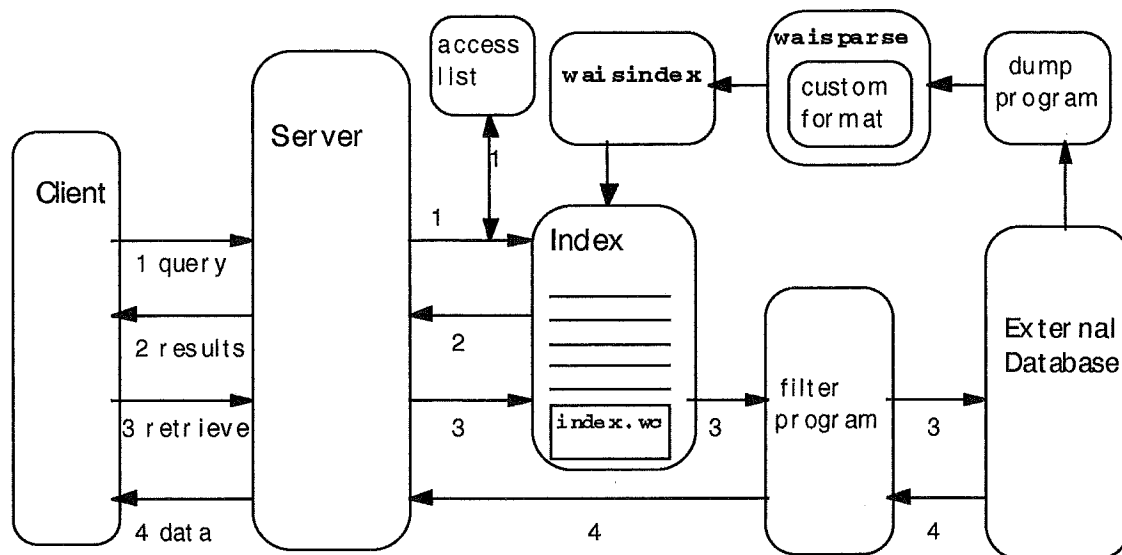 access
list
waisindex
waisparse
custom
format
dump
program
Server
Client
1
1
Index
1 query
2 results
2
External
Database
filter
program
index.wc
3 retrieve
3
3
3
4 data
4
4